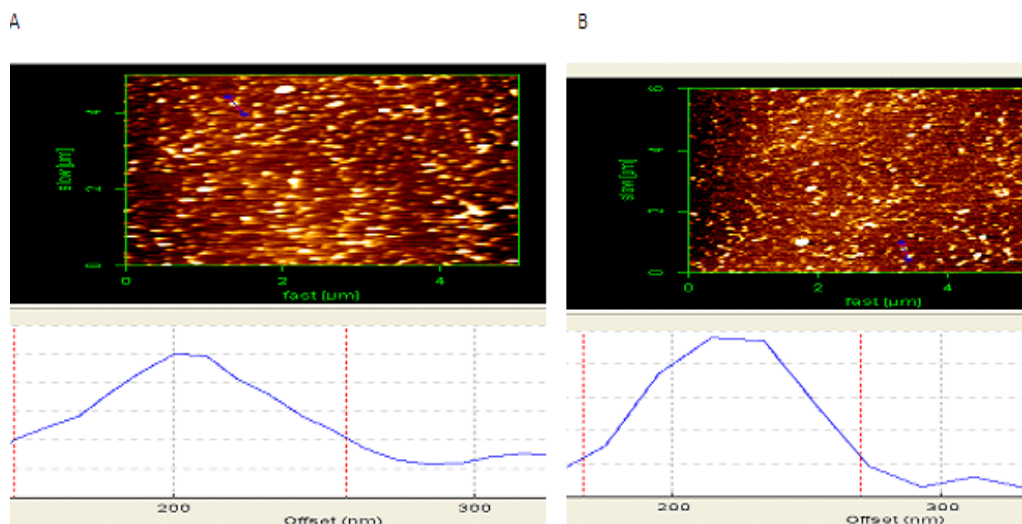 A
B
4
2
0
slow [µm]
0 2 4
fast [µm]
6
4
2
0
slow [µm]
0 2 4
fast [µm]
200 300
Offset (nm)
200 300
Offset (nm)